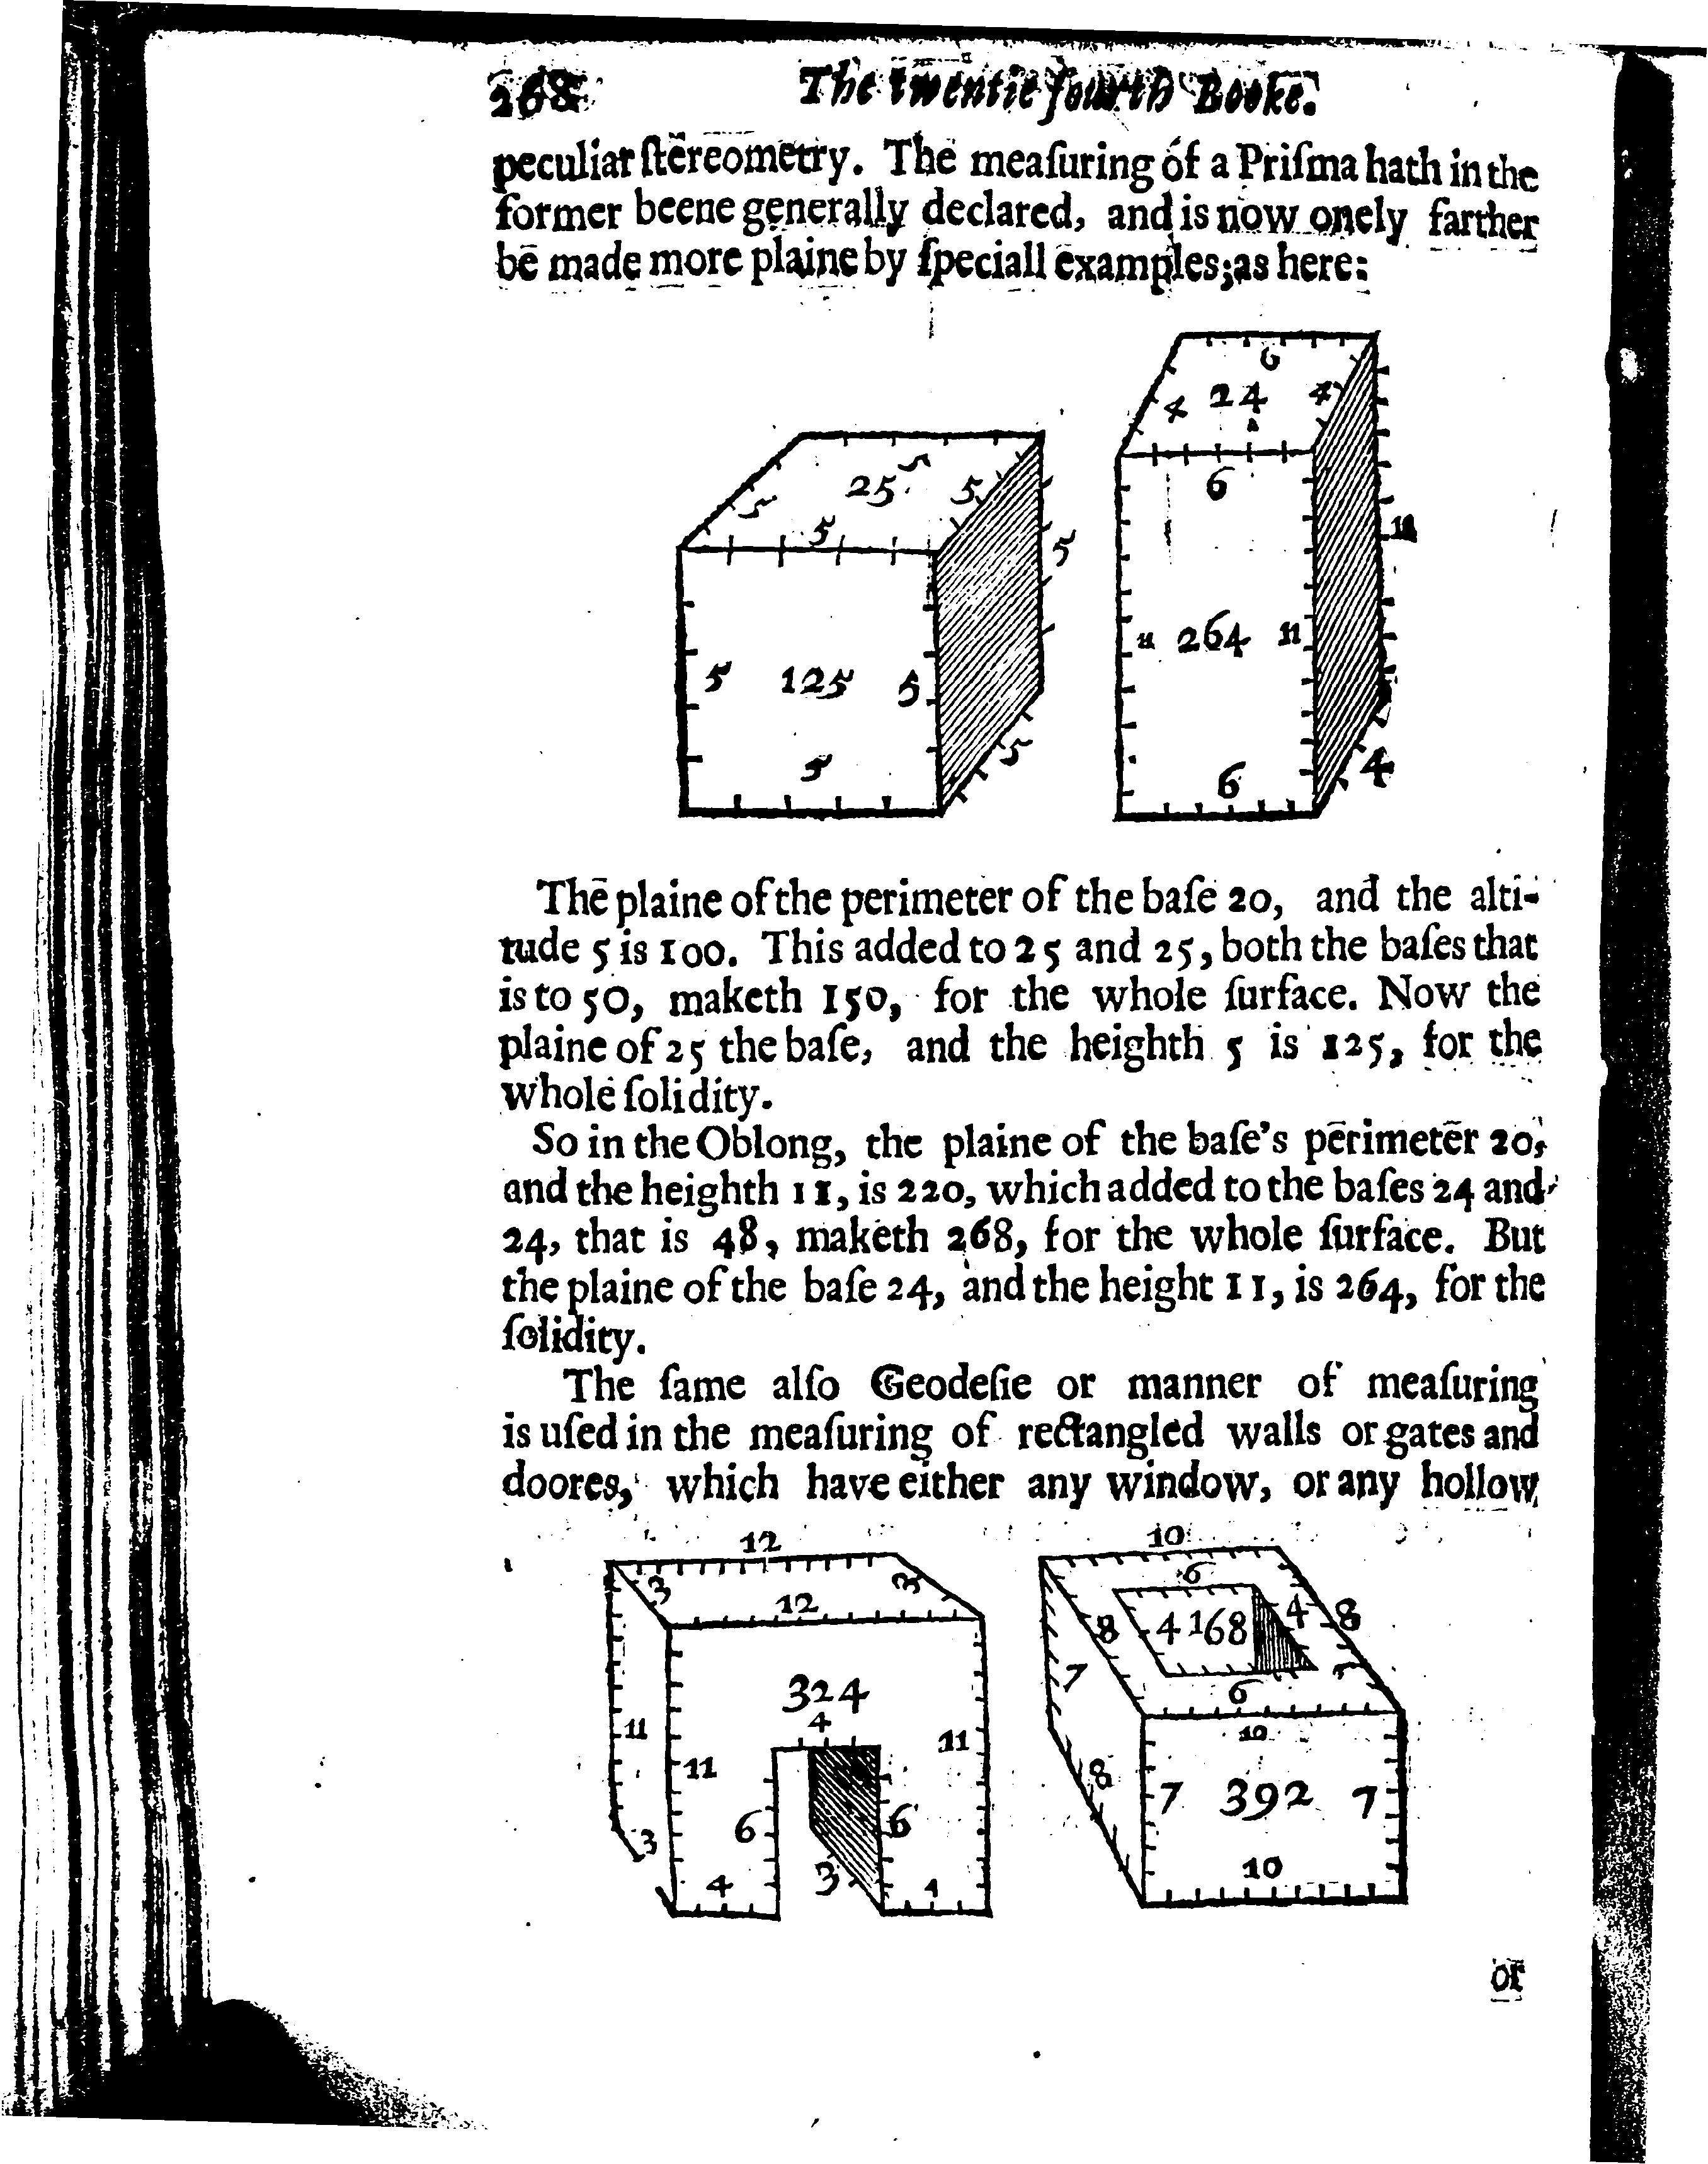 268 The twentie fourth Booke.
peculiar ſtereometry. The meaſuring of a Priſma hath in the
former beene generally declared, and is now onely farther
be made more plaine by ſpeciall examples; as here:
6
4 24 4
6
25 5
5 5
5
5
11
11 264 11
5 125 5
5
5
6
4
The plaine of the perimeter of the baſe 20, and the alti-
tude 5 is 100. This added to 25 and 25, both the baſes that
is to 50, maketh 150, for the whole ſurface. Now the
plaine of 25 the baſe, and the heighth 5 is 125, for the
whole ſolidity.
So in the Oblong, the plaine of the baſe's perimeter 20,
and the heighth 11, is 220, which added to the baſes 24 and
24, that is 48, maketh 268, for the whole ſurface. But
the plaine of the baſe 24, and the height 11, is 264, for the
ſolidity.
The ſame alſo Geodeſie or manner of meaſuring
is uſed in the meaſuring of rectangled walls or gates and
doores, which have either any window, or any hollow
12
3 3
12
324
4
11
11 11
6 6
3
4 3 4
10
6
8 4 168 4 8
7
6
10
8
7 392 7
10
or